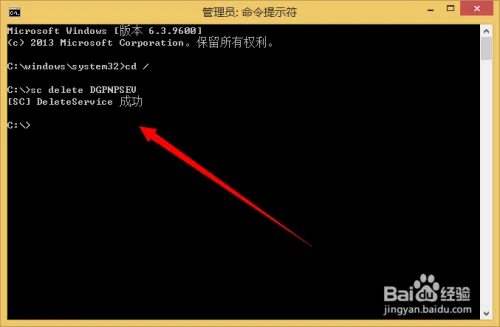 管理员: 命令提示符
Microsoft Windows [版本 6.3.9600]
(c) 2013 Microsoft Corporation。保留所有权利。
C:\windows\system32>cd /
C:\>sc delete DGPNPSEV
[SC] DeleteService 成功
C:\>
Baidu 经验
jingyan.baidu.com